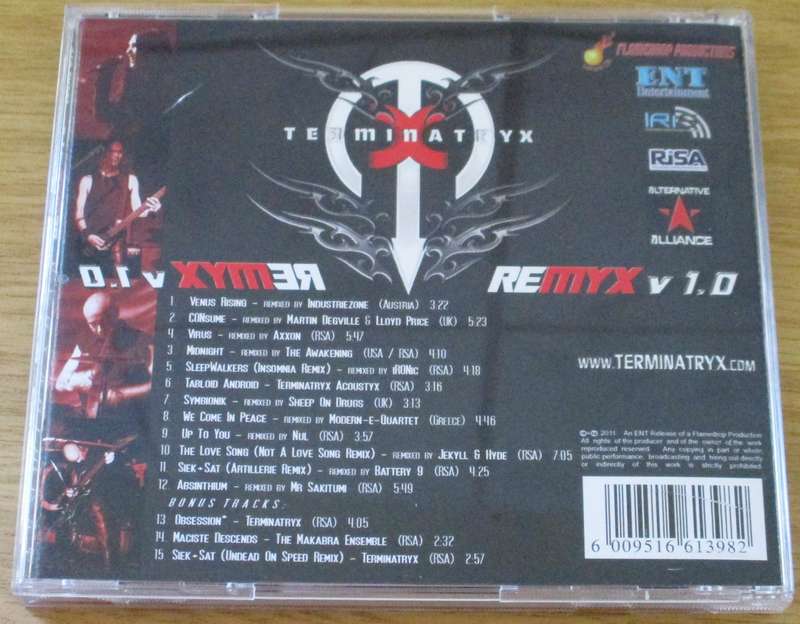 FLAMEDROP PRODUCTIONS
ENT
Entertainment
IRIS
RiSA
ALTERNATIVE
ALLIANCE
TERMINATRYX
REMYX v 1.0
REMYX v 1.0
1. Venus Rising - remixed by Industriezone (Austria) 3.22
2. CONsume - remixed by Martin Degville & Lloyd Price (UK) 5:23
4. Virus - remixed by Axxon (RSA) 5:47
3. Midnight - remixed by The Awakening (USA / RSA) 4:10
5 SleepWalkers (Insomnia Remix) - remixed by iRONic (RSA) 4:18
6 Tabloid Android - Terminatryx Acoustyx (RSA) 3:16
7. Symbionik - remixed by Sheep On Drugs (UK) 3:13
8. We Come In Peace - remixed by Modern-e-Quartet (Greece) 4:46
9 Up To You - remixed by Nul (RSA) 3:57
10 The Love Song (Not A Love Song Remix) - remixed by Jekyll & Hyde (RSA) 7:05
11 Siek+Sat (Artillerie Remix) - remixed by Battery 9 (RSA) 4:25
12. Absinthium - remixed by Mr Sakitumi (RSA) 5:49
BONUS TRACKS:
13 Obsession* - Terminatryx (RSA) 4:05
14. Maciste Descends - The Makabra Ensemble (RSA) 2:32
15 Siek+Sat (Undead On Speed Remix) - Terminatryx (RSA) 2:57
www.TERMINATRYX.com
©+℗ 2011 An ENT Release of a Flamedrop Production
All rights of the producer and of the owner of the work
reproduced reserved. Any copying in part or whole,
public performance, broadcasting and hiring out directly
or indirectly of this work is strictly prohibited.
6 009516 613982